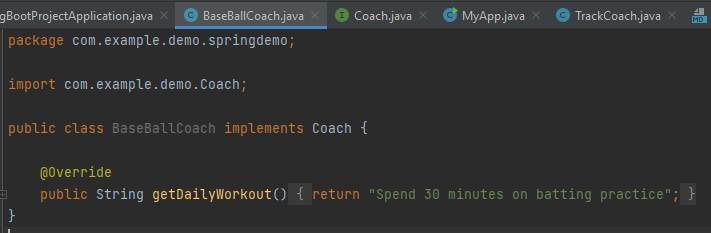 gBootProjectApplication.java BaseBallCoach.java Coach.java MyApp.java TrackCoach.java MD
package com.example.demo.springdemo;
import com.example.demo.Coach;
public class BaseBallCoach implements Coach {
@Override
public String getDailyWorkout() { return "Spend 30 minutes on batting practice"; }
}